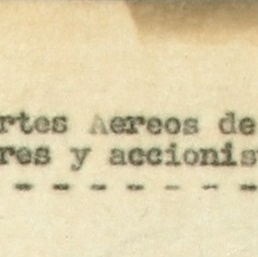 rtes Aereos de
res y accionis
- - - - - - - -